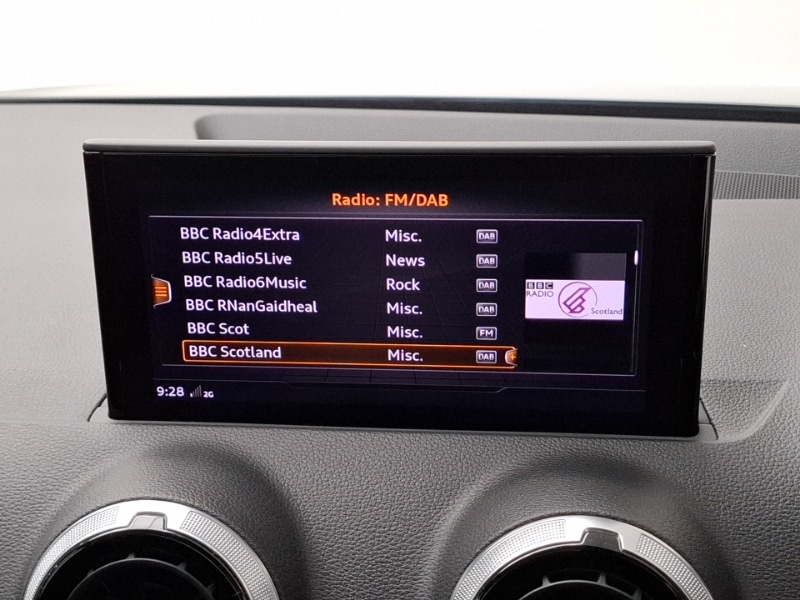 Radio: FM/DAB
BBC Radio4Extra Misc. DAB
BBC Radio5Live News DAB
BBC Radio6Music Rock DAB
BBC RNanGaidheal Misc. DAB
BBC Scot Misc. FM
BBC Scotland Misc. DAB
BBC
RADIO
Scotland
9:28 2G